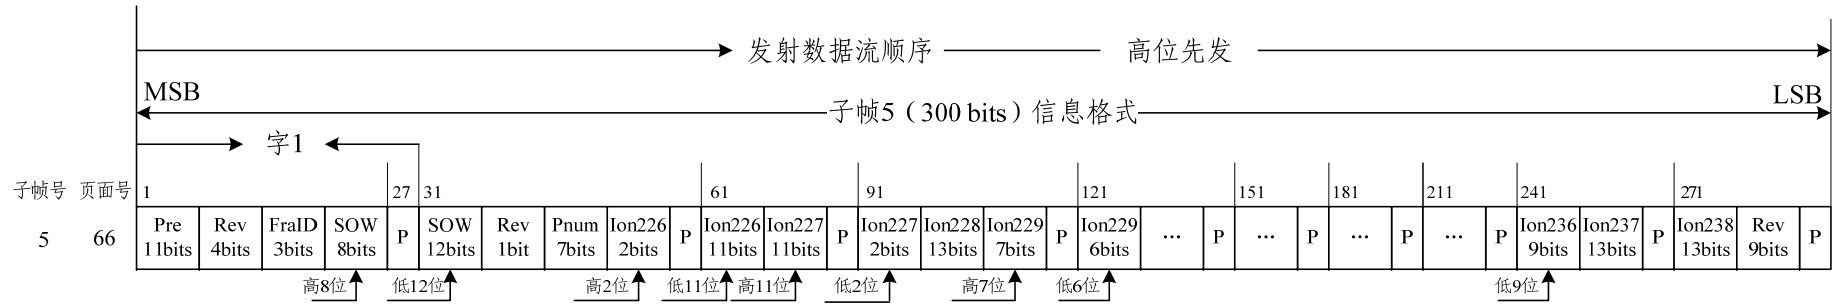 发射数据流顺序 高位先发
MSB LSB
子帧5（300 bits）信息格式
字1
子帧号 页面号 1 27 31 61 91 121 151 181 211 241 271
Pre Rev FraID SOW P SOW Rev Pnum Ion226 P Ion226 Ion227 P Ion227 Ion228 Ion229 P Ion229 ... P ... P ... P ... P Ion236 Ion237 P Ion238 Rev P
5 66 11bits 4bits 3bits 8bits 12bits 1bit 7bits 2bits 11bits 11bits 2bits 13bits 7bits 6bits 9bits 13bits 13bits 9bits
高8位 低12位 高2位 低11位 高11位 低2位 高7位 低6位 低9位